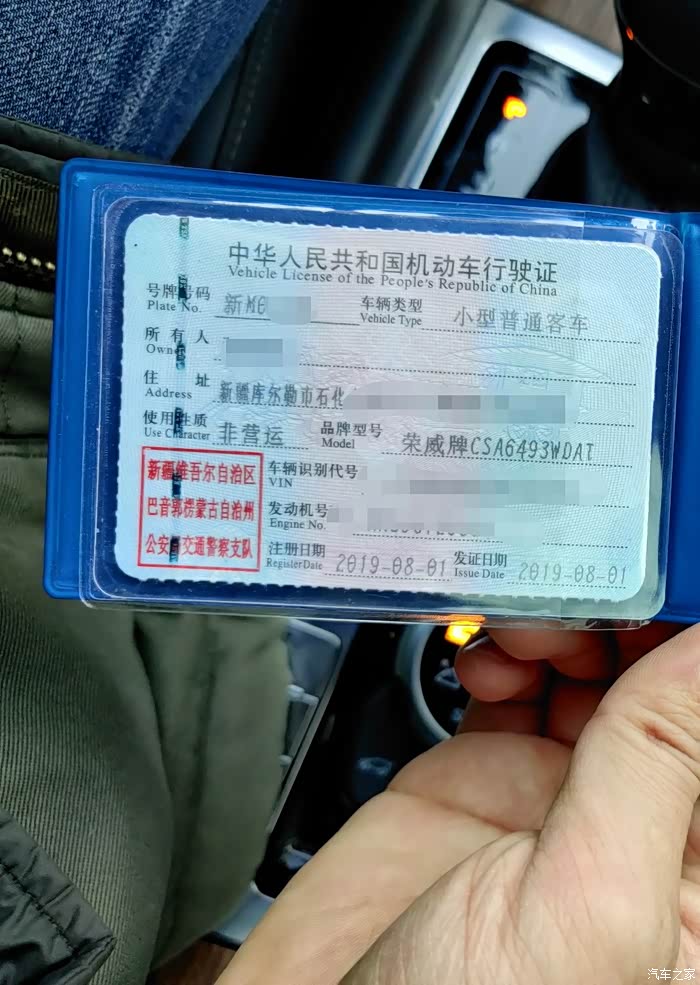 中华人民共和国机动车行驶证
Vehicle License of the People's Republic of China
号牌号码 新M6 车辆类型 小型普通客车
Plate No. Vehicle Type
所有人
Owner
住址 新疆库尔勒市石化
Address
使用性质 非营运 品牌型号 荣威牌CSA6493WDAT
Use Character Model
新疆维吾尔自治区
巴音郭楞蒙古自治州
公安局交通警察支队
车辆识别代号
VIN
发动机号
Engine No.
注册日期 2019-08-01 发证日期 2019-08-01
Register Date Issue Date
汽车之家